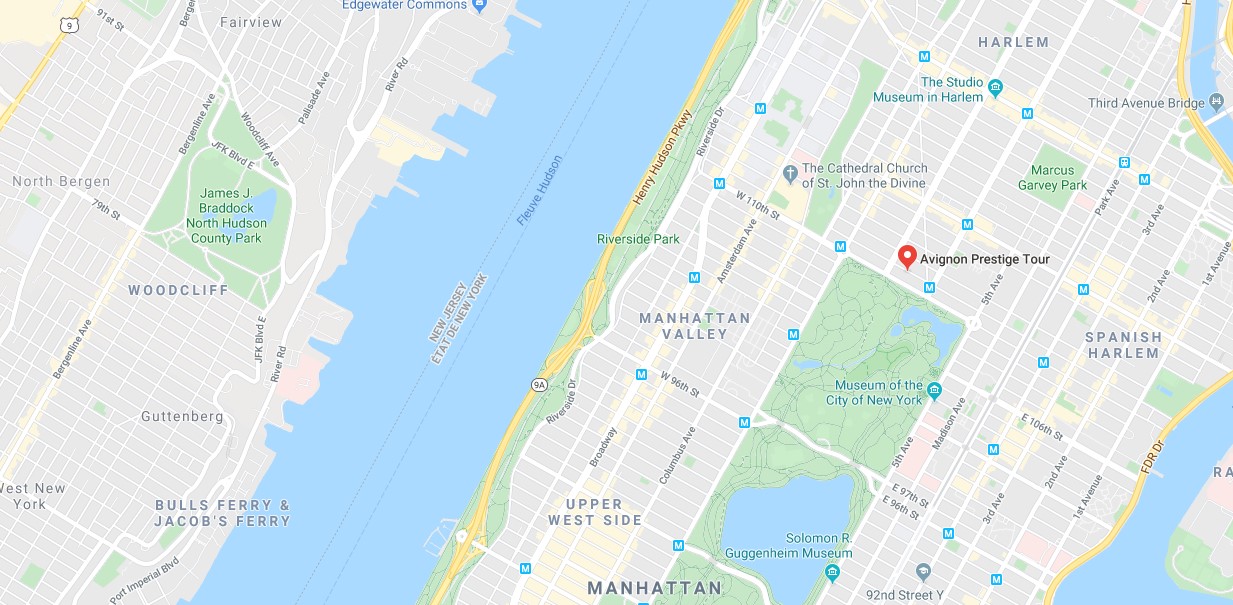 Edgewater Commons
9
91st St
Fairview
Bergenline Ave
River Rd
Palisade Ave
Woodcliff Ave
JFK Blvd E
North Bergen
79th St
James J
Braddock
North Hudson
County Park
WOODCLIFF
Bergenline Ave
JFK Blvd E
River Rd
Guttenberg
West New
York
BULLS FERRY &
JACOB'S FERRY
Port Imperial Blvd
Fleuve Hudson
NEW JERSEY
ÉTAT DE NEW YORK
Henry Hudson Pkwy
Riverside Dr
Riverside Park
HARLEM
The Studio
Museum in Harlem
Third Avenue Bridge
M
M
M
M
The Cathedral Church
of St. John the Divine
M
Marcus
Garvey Park
Park Ave
3rd Ave
W 110th St
Amsterdam Ave
M
M
Avignon Prestige Tour
1st Avenue
2nd Ave
5th Ave
M
M
M
MANHATTAN
VALLEY
M
SPANISH
HARLEM
M
9A
M
W 96th St
Riverside Dr
Museum of the
City of New York
Madison Ave
E 106th St
M
Broadway
Columbus Ave
5th Ave
M
FDR Dr
2nd Ave
1st Avenue
3rd Ave
E 97th St
E 96th St
RA
UPPER
WEST SIDE
M
M
Solomon R.
Guggenheim Museum
M
MANHATTAN
92nd Street Y
M